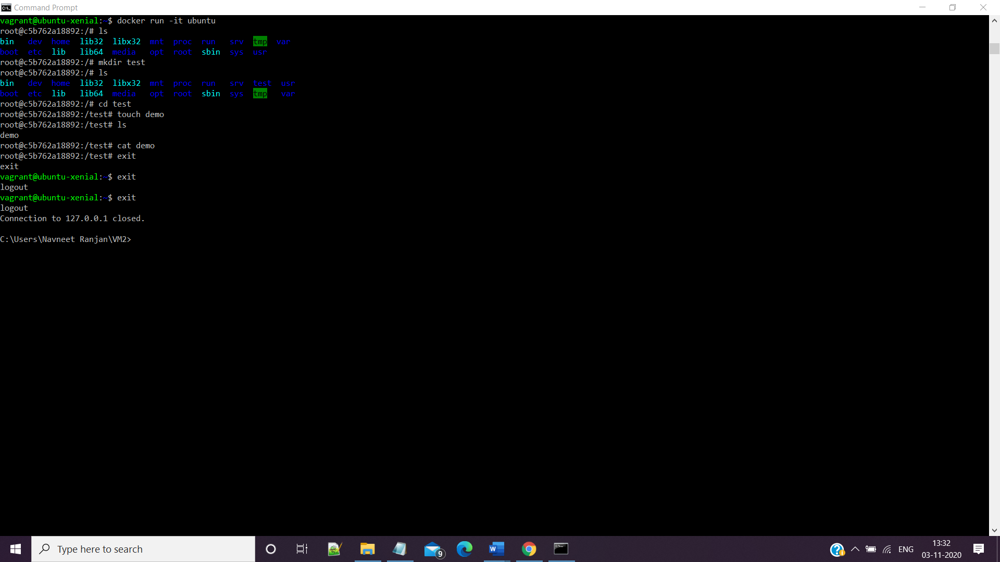 Command Prompt
vagrant@ubuntu-xenial:~$ docker run -it ubuntu
root@c5b762a18892:/# ls
bin dev home lib32 libx32 mnt proc run srv tmp var
boot etc lib lib64 media opt root sbin sys usr
root@c5b762a18892:/# mkdir test
root@c5b762a18892:/# ls
bin dev home lib32 libx32 mnt proc run srv test usr
boot etc lib lib64 media opt root sbin sys tmp var
root@c5b762a18892:/# cd test
root@c5b762a18892:/test# touch demo
root@c5b762a18892:/test# ls
demo
root@c5b762a18892:/test# cat demo
root@c5b762a18892:/test# exit
exit
vagrant@ubuntu-xenial:~$ exit
logout
vagrant@ubuntu-xenial:~$ exit
logout
Connection to 127.0.0.1 closed.
C:\Users\Navneet Ranjan\VM2>
Type here to search
9
ENG
13:32
03-11-2020